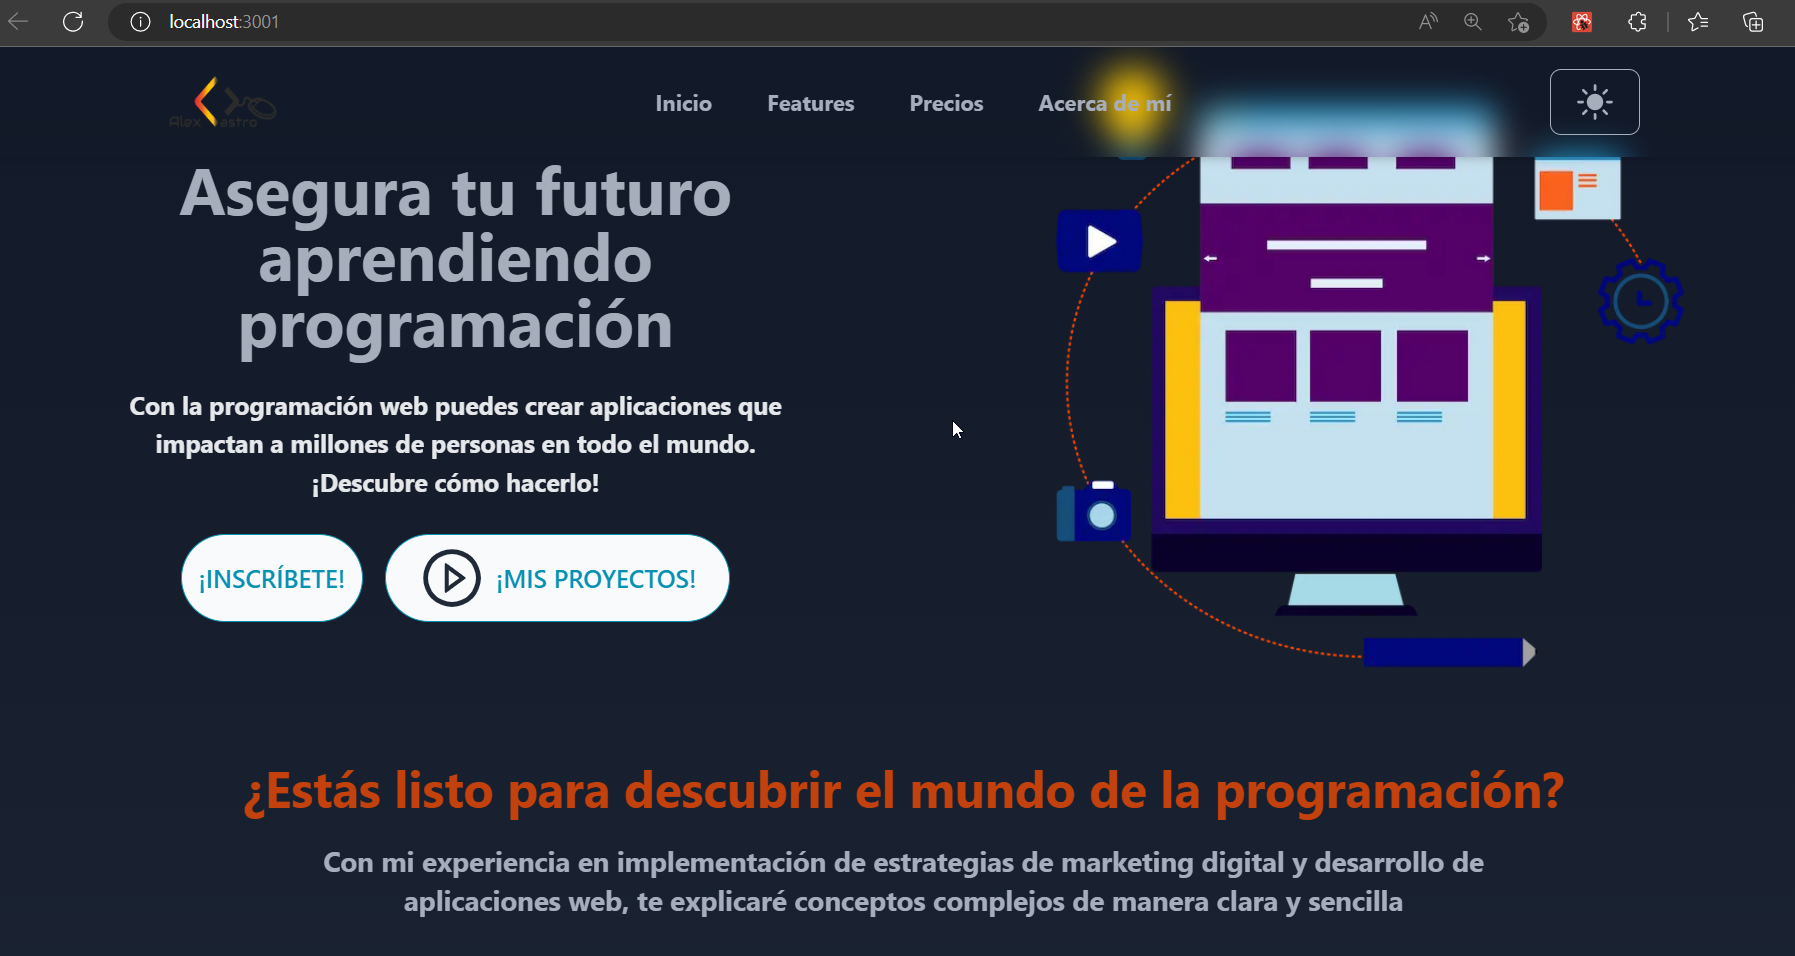 localhost:3001
Alex Castro
Inicio Features Precios Acerca de mí
Asegura tu futuro
aprendiendo
programación
Con la programación web puedes crear aplicaciones que
impactan a millones de personas en todo el mundo.
¡Descubre cómo hacerlo!
¡INSCRÍBETE! ¡MIS PROYECTOS!
¿Estás listo para descubrir el mundo de la programación?
Con mi experiencia en implementación de estrategias de marketing digital y desarrollo de
aplicaciones web, te explicaré conceptos complejos de manera clara y sencilla